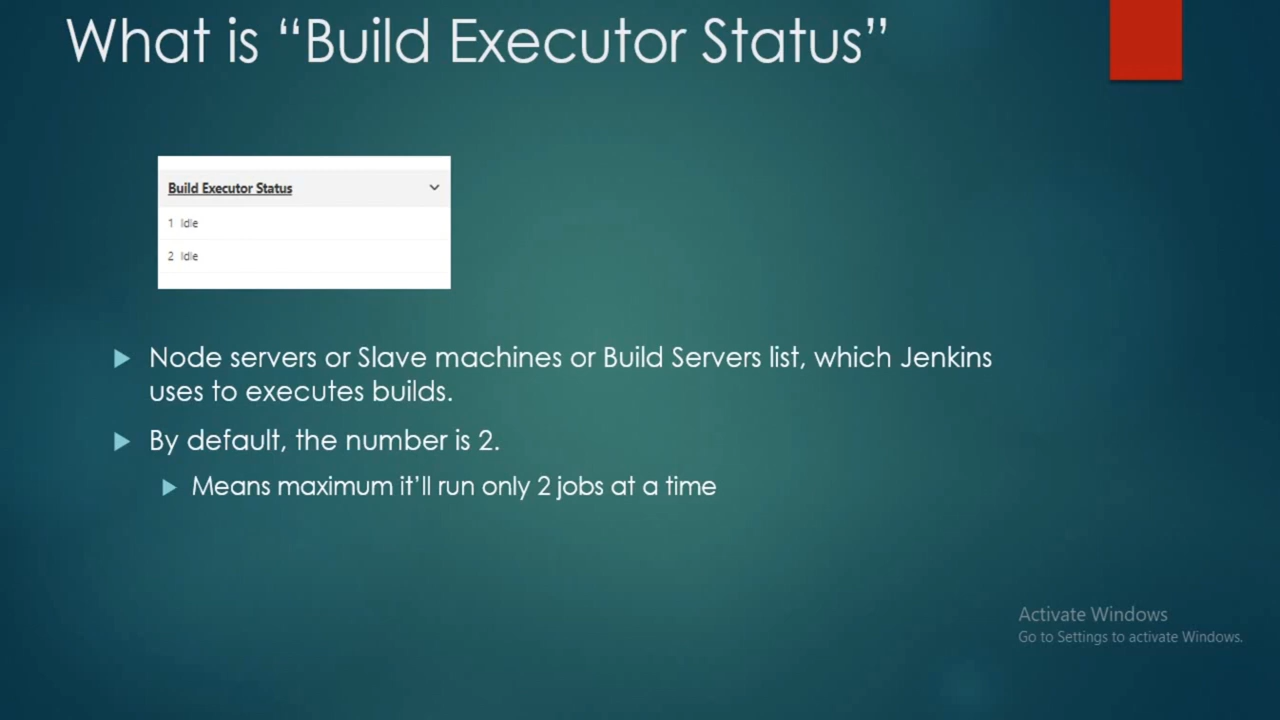 What is “Build Executor Status”
Build Executor Status
1 Idle
2 Idle
Node servers or Slave machines or Build Servers list, which Jenkins
uses to executes builds.
By default, the number is 2.
Means maximum it’ll run only 2 jobs at a time
Activate Windows
Go to Settings to activate Windows.